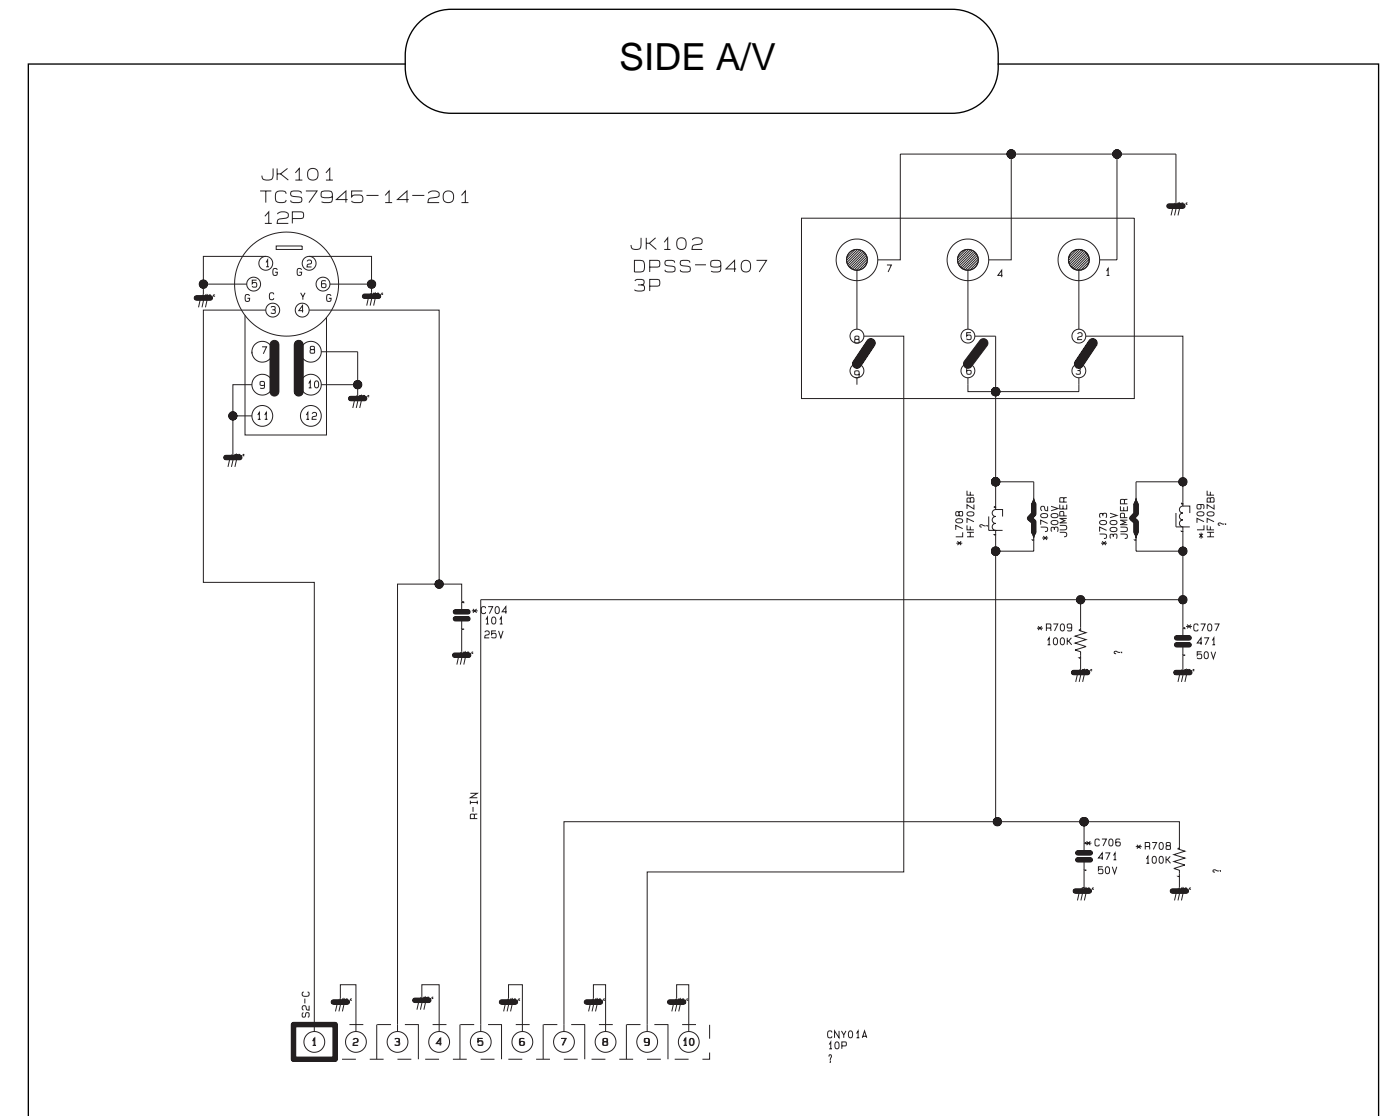 SIDE A/V
JK101
TCS7945-14-201
12P
JK102
DPSS-9407
3P
1
2
G
G
5
6
G
C
Y
G
3
4
7
8
9
10
11
12
7
4
1
8
5
2
9
6
3
*L708
HF70ZBF
?
*J702
300V
JUMPER
*J703
300V
JUMPER
*L709
HF70ZBF
?
*C704
101
25V
*R709
100K
?
*C707
471
50V
R-IN
*C706
471
50V
*R708
100K
?
S2-C
1
2
3
4
5
6
7
8
9
10
CNY01A
10P
?